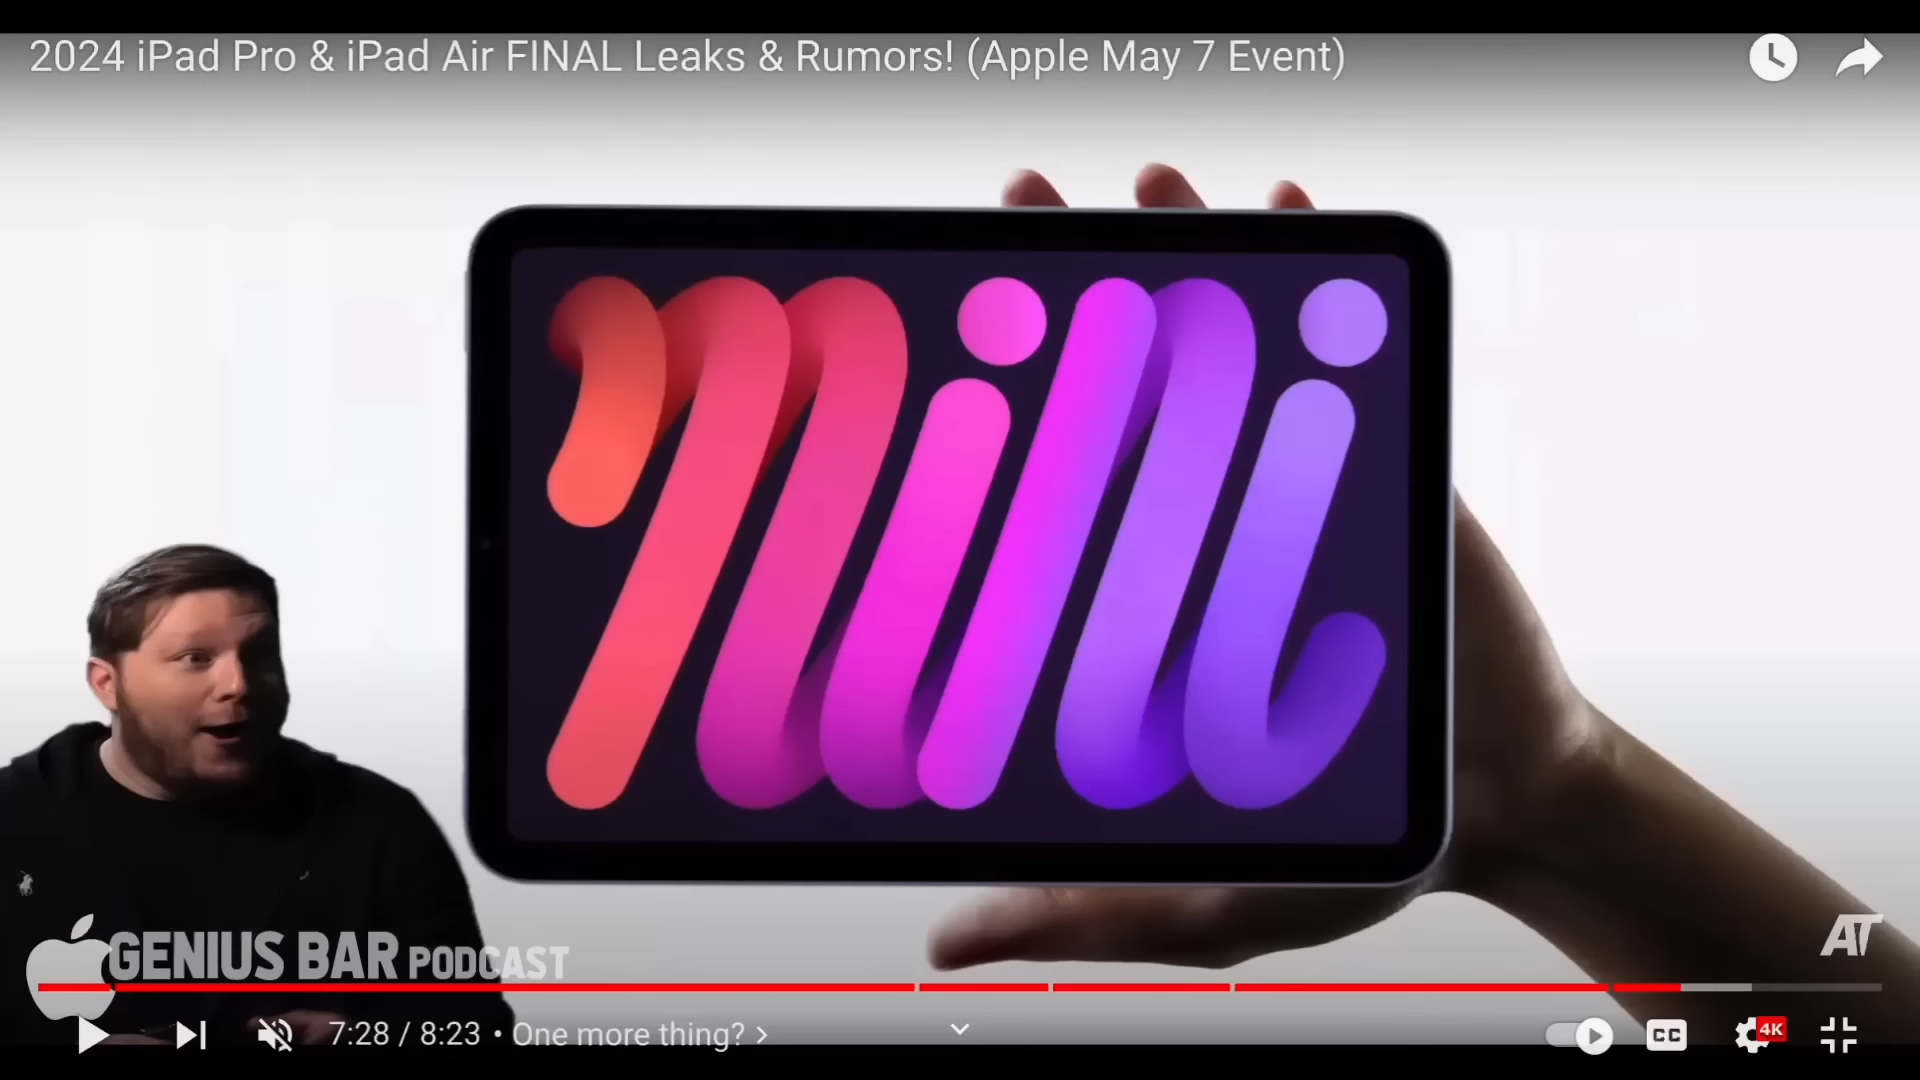 2024 iPad Pro & iPad Air FINAL Leaks & Rumors! (Apple May 7 Event)
mini
GENIUS BAR PODCAST
AT
7:28 / 8:23 • One more thing? >
CC
4K